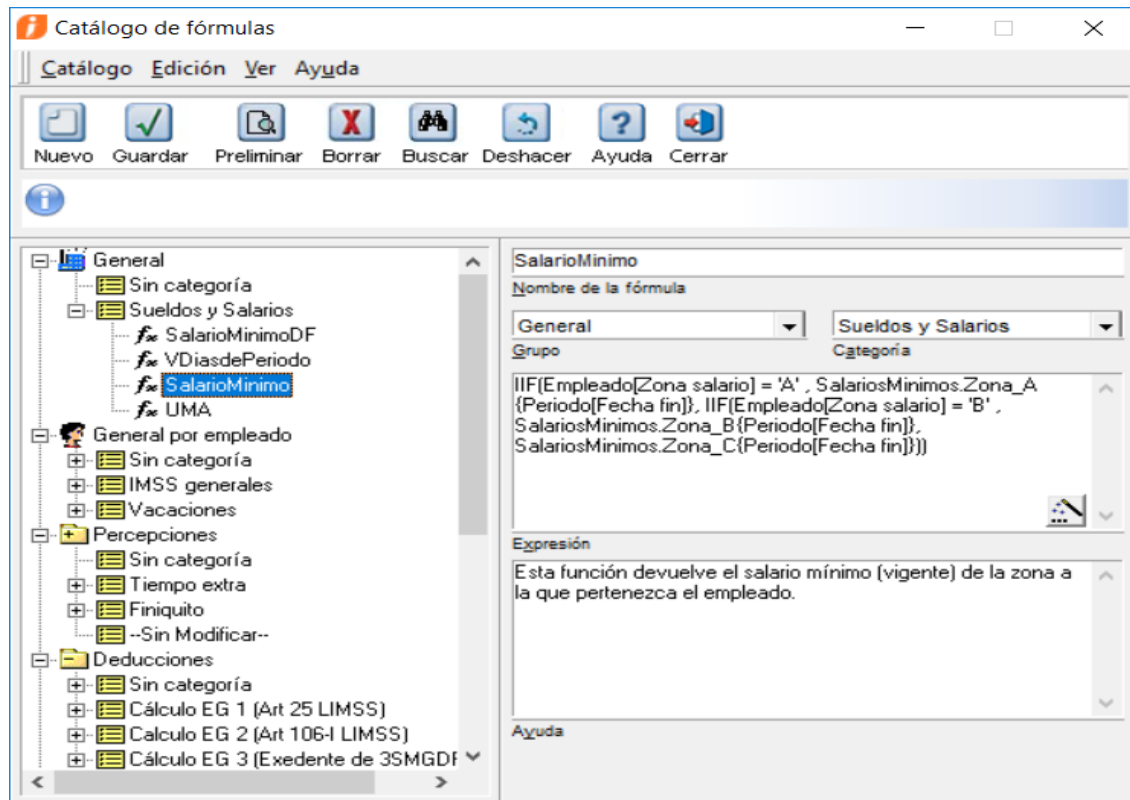 Catálogo de fórmulas
Catálogo Edición Ver Ayuda
Nuevo Guardar Preliminar Borrar Buscar Deshacer Ayuda Cerrar
General
Sin categoría
Sueldos y Salarios
SalarioMinimoDF
VDiasdePeriodo
SalarioMinimo
UMA
General por empleado
Sin categoría
IMSS generales
Vacaciones
Percepciones
Sin categoría
Tiempo extra
Finiquito
--Sin Modificar--
Deducciones
Sin categoría
Cálculo EG 1 (Art 25 LIMSS)
Calculo EG 2 (Art 106-I LIMSS)
Cálculo EG 3 (Exedente de 3SMGDF
SalarioMinimo
Nombre de la fórmula
General
Sueldos y Salarios
Grupo
Categoría
IIF(Empleado[Zona salario] = 'A' , SalariosMinimos.Zona_A
{Periodo[Fecha fin]}, IIF(Empleado[Zona salario] = 'B' ,
SalariosMinimos.Zona_B{Periodo[Fecha fin]},
SalariosMinimos.Zona_C{Periodo[Fecha fin]}))
Expresión
Esta función devuelve el salario mínimo (vigente) de la zona a
la que pertenezca el empleado.
Ayuda